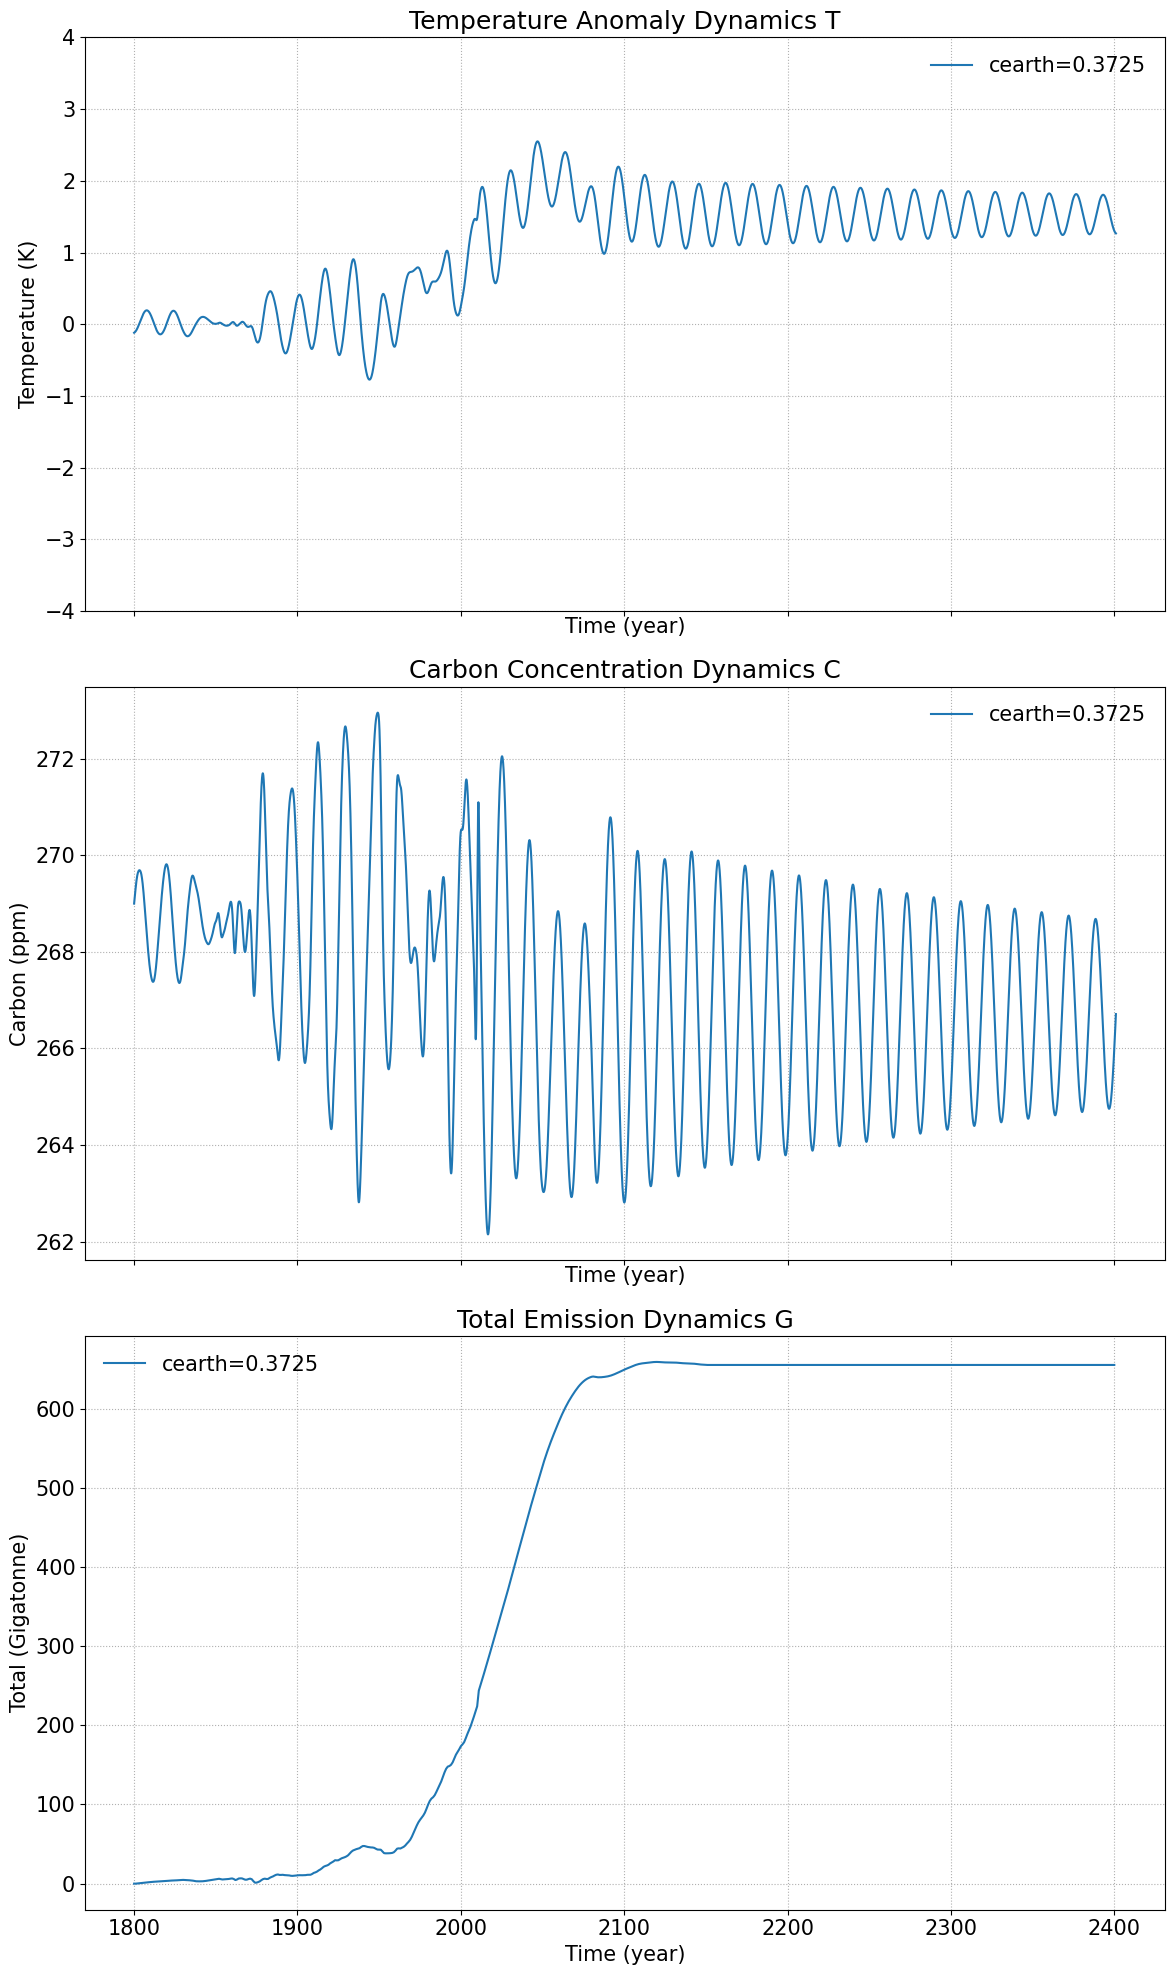 Temperature Anomaly Dynamics T
cearth=0.3725
4
3
2
1
0
−1
−2
−3
−4
Temperature (K)
Time (year)
Carbon Concentration Dynamics C
cearth=0.3725
272
270
268
266
264
262
Carbon (ppm)
Time (year)
Total Emission Dynamics G
cearth=0.3725
600
500
400
300
200
100
0
Total (Gigatonne)
1800 1900 2000 2100 2200 2300 2400
Time (year)